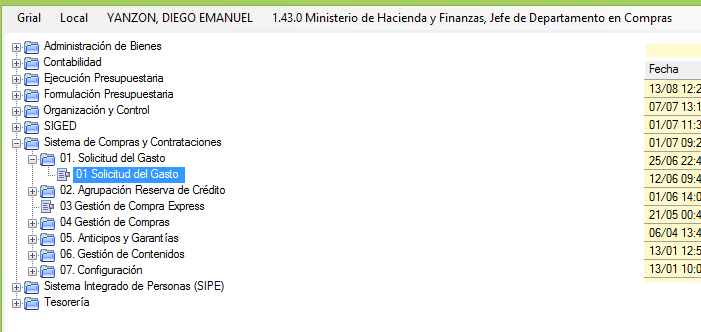 Grial Local YANZON, DIEGO EMANUEL 1.43.0 Ministerio de Hacienda y Finanzas, Jefe de Departamento en Compras
Administración de Bienes
Contabilidad
Ejecución Presupuestaria
Formulación Presupuestaria
Organización y Control
SIGED
Sistema de Compras y Contrataciones
01. Solicitud del Gasto
01 Solicitud del Gasto
02. Agrupación Reserva de Crédito
03 Gestión de Compra Express
04 Gestión de Compras
05. Anticipos y Garantías
06. Gestión de Contenidos
07. Configuración
Sistema Integrado de Personas (SIPE)
Tesorería
Fecha
13/08 12:2
07/07 13:1
01/07 11:3
01/07 09:2
25/06 22:4
12/06 09:4
01/06 14:0
21/05 00:4
06/04 13:4
13/01 12:5
13/01 10:0